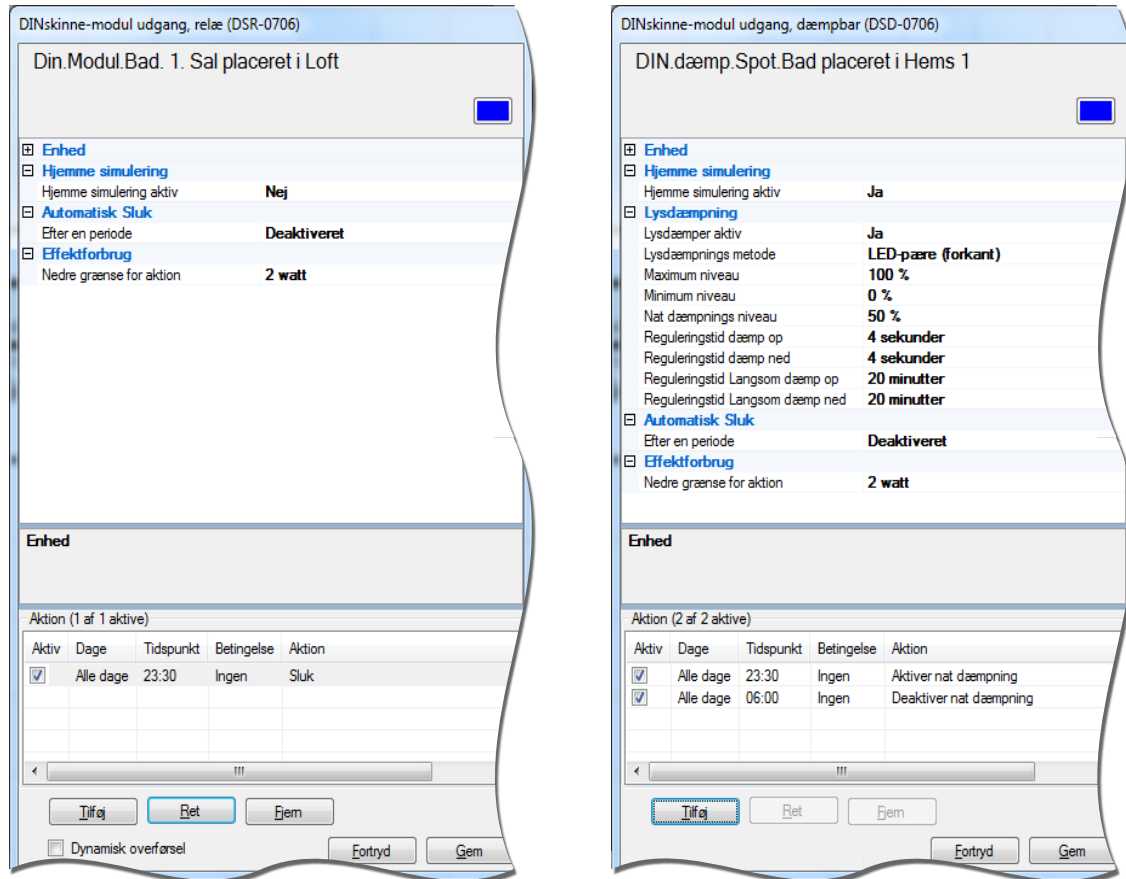 DINskinne-modul udgang, relæ (DSR-0706)
Din.Modul.Bad. 1. Sal placeret i Loft
Enhed
Hjemme simulering
Hjemme simulering aktiv Nej
Automatisk Sluk
Efter en periode Deaktiveret
Effektforbrug
Nedre grænse for aktion 2 watt
Enhed
Aktion (1 af 1 aktive)
Aktiv Dage Tidspunkt Betingelse Aktion
Alle dage 23:30 Ingen Sluk
Tilføj Ret Fjern
Dynamisk overførsel
Fortryd Gem
DINskinne-modul udgang, dæmpbar (DSD-0706)
DIN.dæmp.Spot.Bad placeret i Hems 1
Enhed
Hjemme simulering
Hjemme simulering aktiv Ja
Lysdæmpning
Lysdæmper aktiv Ja
Lysdæmpnings metode LED-pære (forkant)
Maximum niveau 100 %
Minimum niveau 0 %
Nat dæmpnings niveau 50 %
Reguleringstid dæmp op 4 sekunder
Reguleringstid dæmp ned 4 sekunder
Reguleringstid Langsom dæmp op 20 minutter
Reguleringstid Langsom dæmp ned 20 minutter
Automatisk Sluk
Efter en periode Deaktiveret
Effektforbrug
Nedre grænse for aktion 2 watt
Enhed
Aktion (2 af 2 aktive)
Aktiv Dage Tidspunkt Betingelse Aktion
Alle dage 23:30 Ingen Aktiver nat dæmpning
Alle dage 06:00 Ingen Deaktiver nat dæmpning
Tilføj Ret Fjern
Fortryd Gem